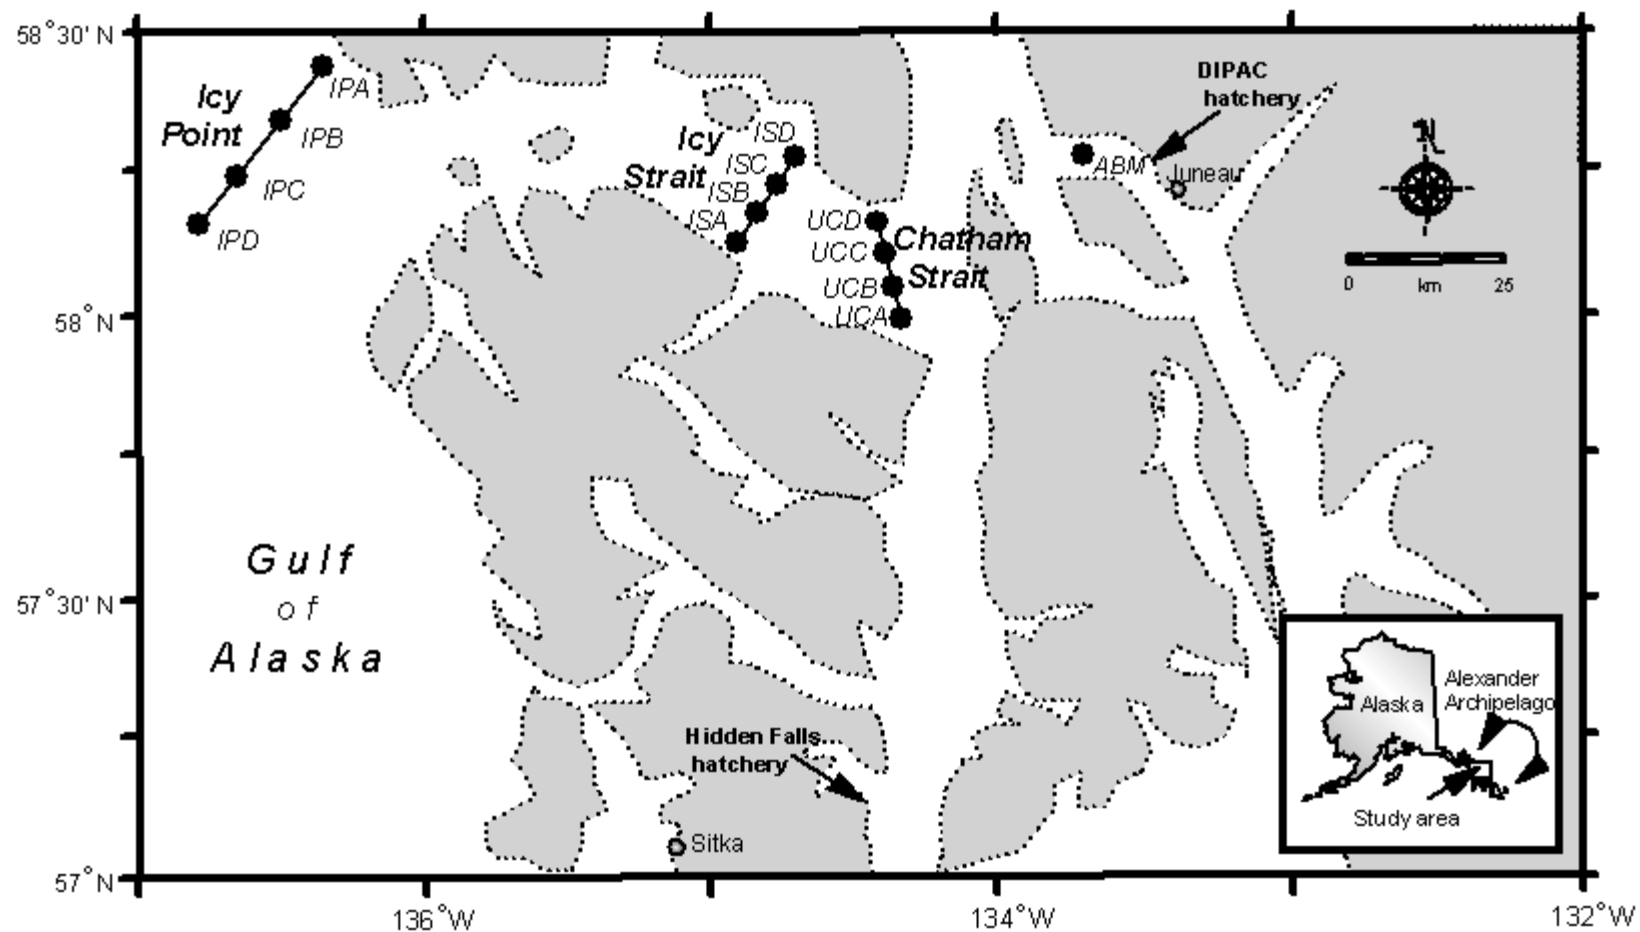 58°30' N
58°N
57°30' N
57°N
136°W
134°W
132°W
Icy
Point
IPA
IPB
IPC
IPD
Icy
Strait
ISD
ISC
ISB
ISA
UCD
UCC
UCB
UCA
Chatham
Strait
DIPAC
hatchery
ABM
Juneau
N
0
km
25
Gulf
of
Alaska
Hidden Falls
hatchery
Sitka
Alaska
Alexander
Archipelago
Study area